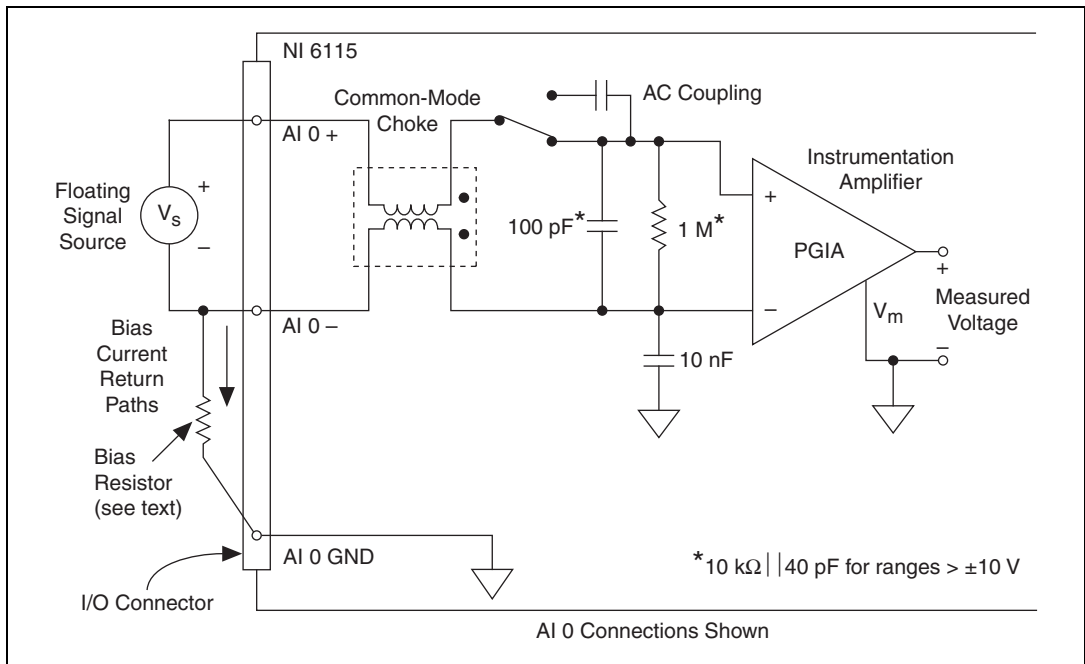 NI 6115
Common-Mode
Choke
AC Coupling
AI 0 +
Instrumentation
Amplifier
Floating
Signal
Source
+
Vs
–
100 pF*
1 M*
+
PGIA
–
+
Measured
Voltage
–
Vm
AI 0 –
Bias
Current
Return
Paths
10 nF
Bias
Resistor
(see text)
AI 0 GND
*10 kΩ||40 pF for ranges > ±10 V
I/O Connector
AI 0 Connections Shown